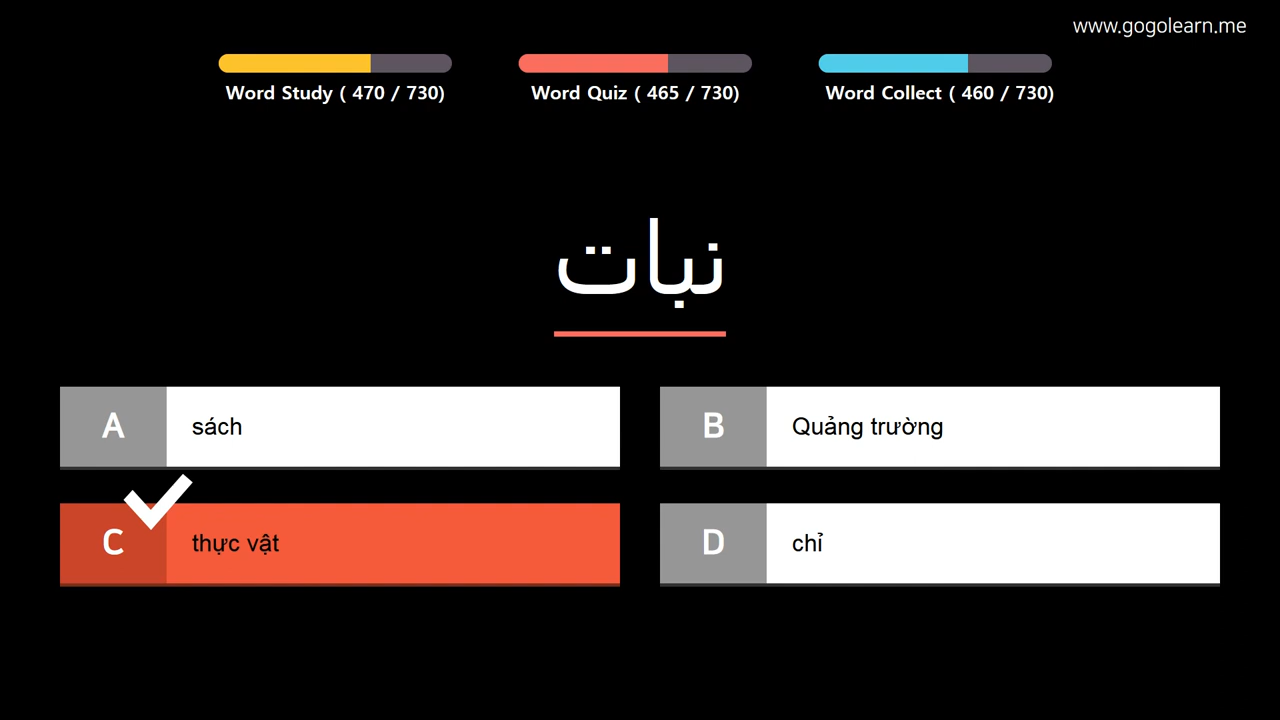 www.gogolearn.me
Word Study ( 470 / 730)
Word Quiz ( 465 / 730)
Word Collect ( 460 / 730)
نبات
A
sách
B
Quảng trường
C
thực vật
D
chỉ